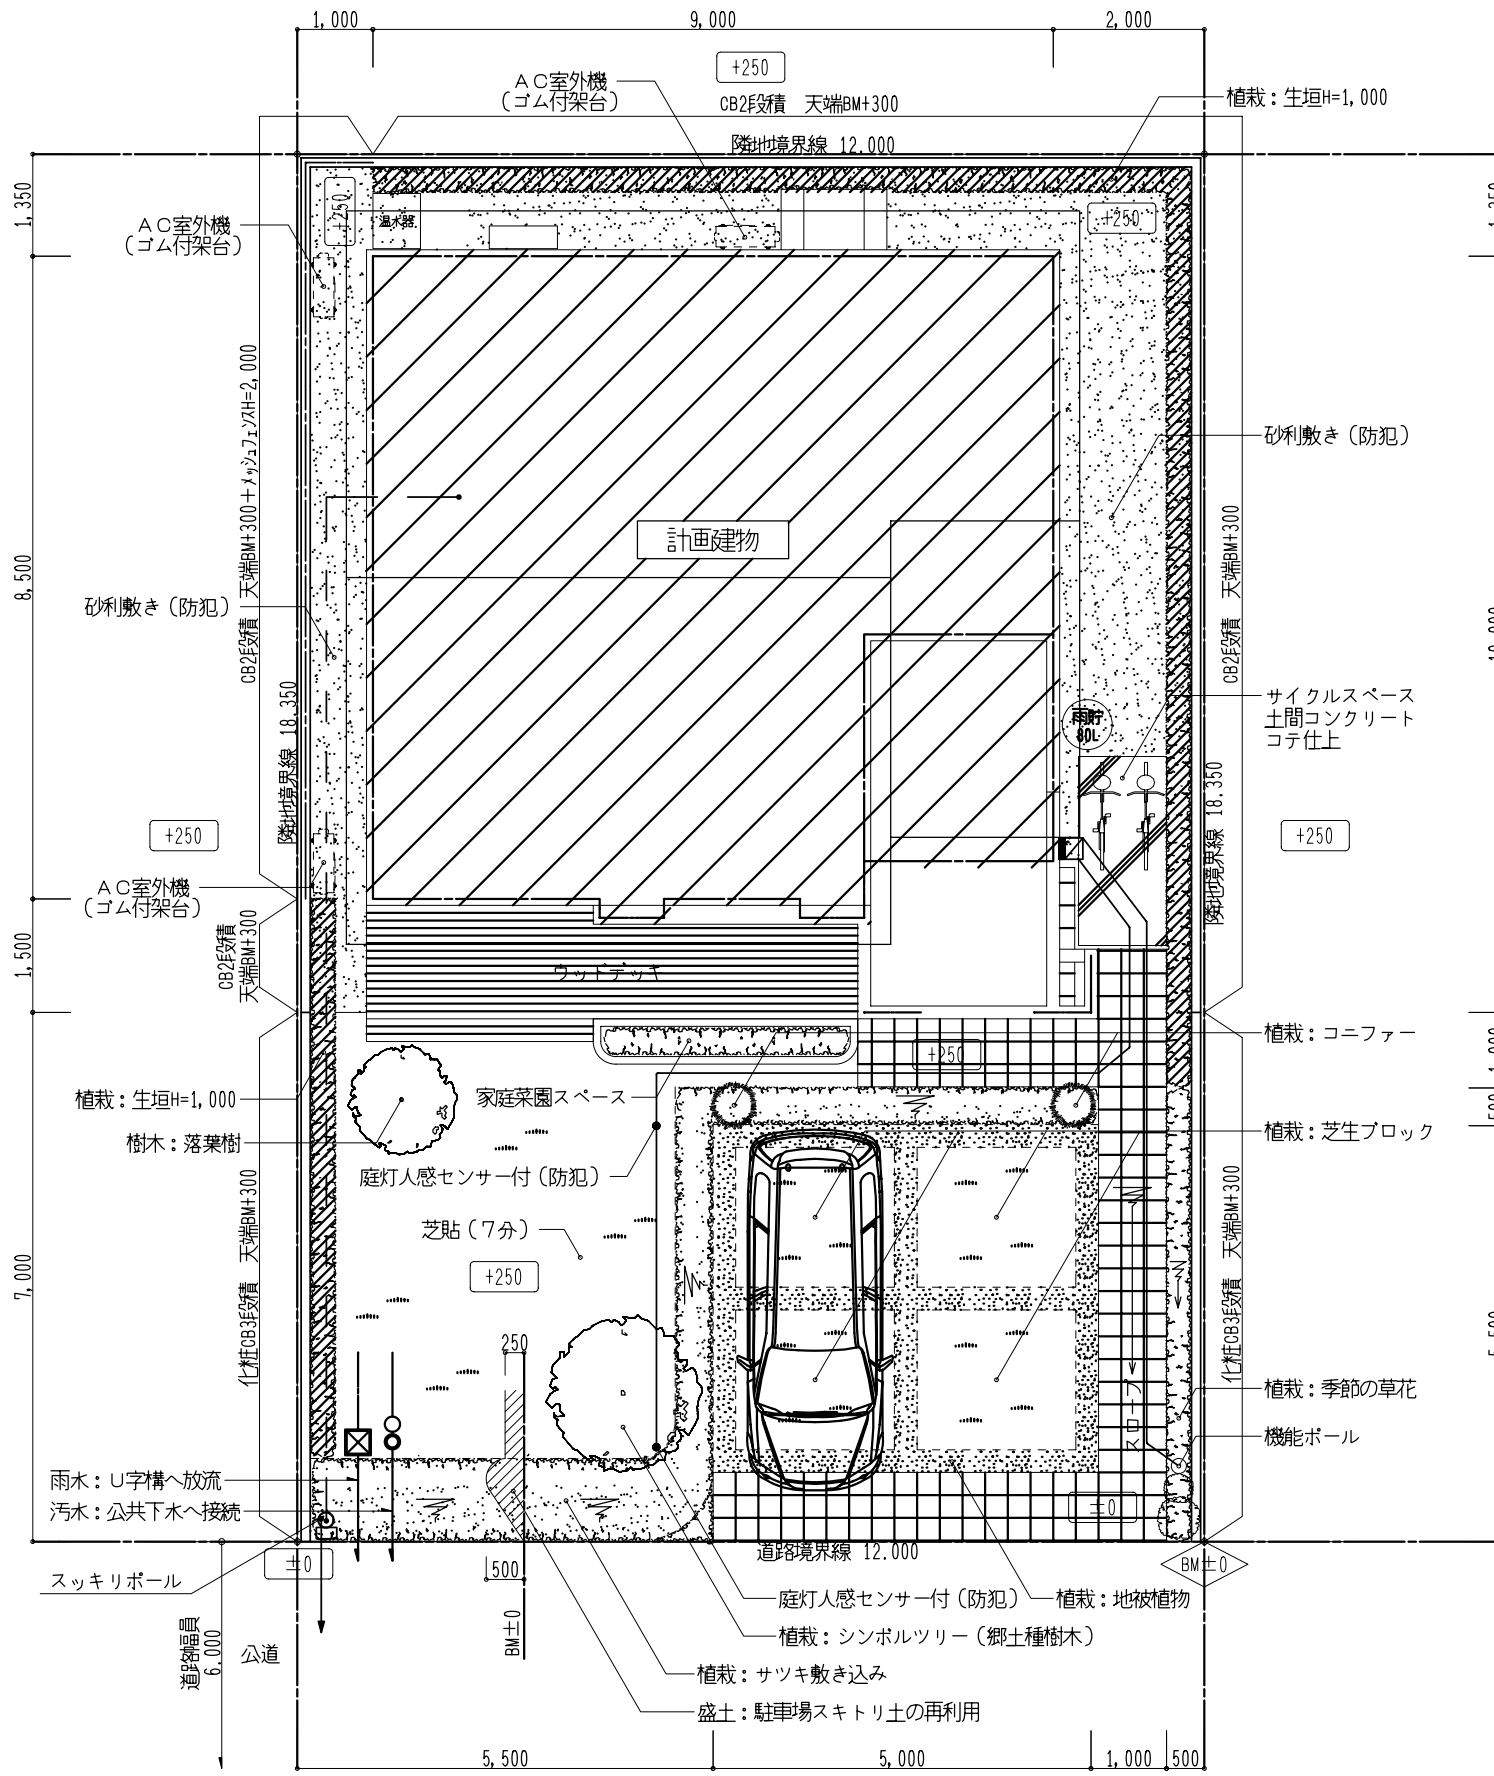 1,000
9,000
2,000
+250
ＡＣ室外機
（ゴム付架台）
CB2段積　天端BM+300
植栽：生垣H=1,000
隣地境界線 12.000
1,350
+250
温水器
+250
ＡＣ室外機
（ゴム付架台）
CB2段積　天端BM+300＋メッシュフェンスH=2,000
砂利敷き（防犯）
計画建物
8,500
砂利敷き（防犯）
CB2段積　天端BM+300
隣地境界線 18.350
サイクルスペース
土間コンクリート
コテ仕上
雨貯
80L
隣地境界線 18.350
+250
+250
ＡＣ室外機
（ゴム付架台）
CB2段積
天端BM+300
1,500
ウッドデッキ
植栽：コニファー
+250
植栽：生垣H=1,000
家庭菜園スペース
植栽：芝生ブロック
樹木：落葉樹
庭灯人感センサー付（防犯）
芝貼（７分）
+250
化粧CB3段積　天端BM+300
化粧CB3段積　天端BM+300
7,000
250
スロープ
植栽：季節の草花
機能ポール
雨水：Ｕ字構へ放流
汚水：公共下水へ接続
±0
±0
道路境界線 12.000
BM±0
スッキリポール
500
BM±0
庭灯人感センサー付（防犯）
植栽：地被植物
植栽：シンボルツリー（郷土種樹木）
道路幅員
6.000
公道
植栽：サツキ敷き込み
盛土：駐車場スキトリ土の再利用
5,500
5,000
1,000
500